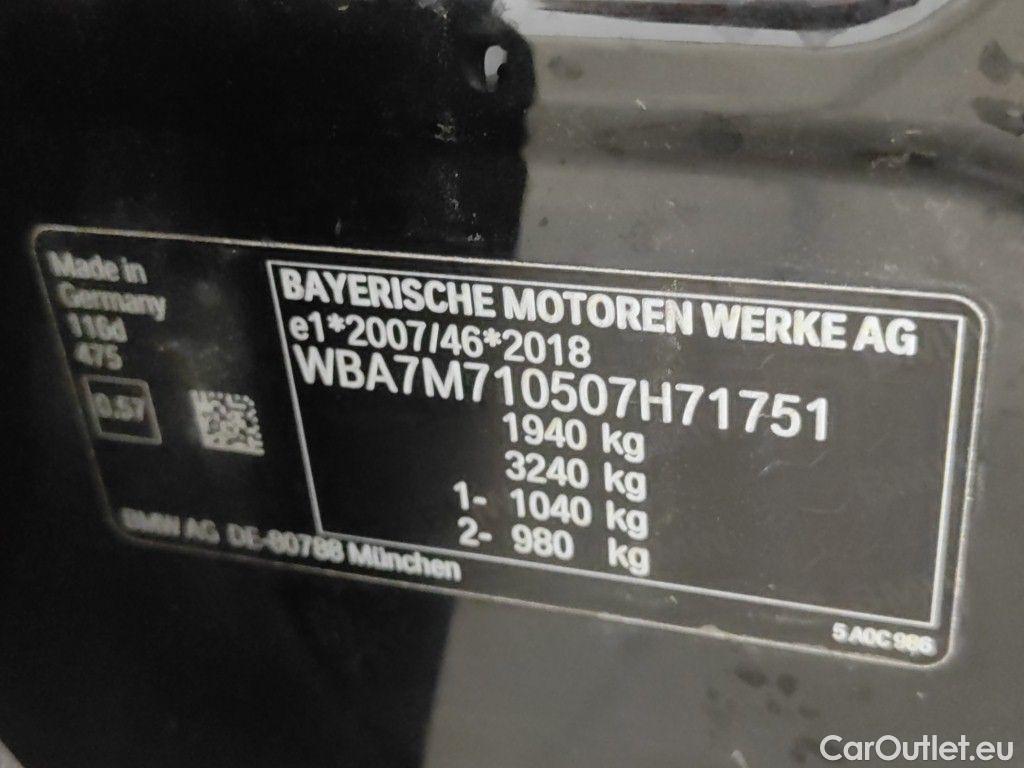 Made in
Germany
116d
475
0.57
BAYERISCHE MOTOREN WERKE AG
e1*2007/46*2018
WBA7M710507H71751
1940 kg
3240 kg
1- 1040 kg
2- 980 kg
BMW AG DE-80788 München
5 A0C 986
CarOutlet.eu